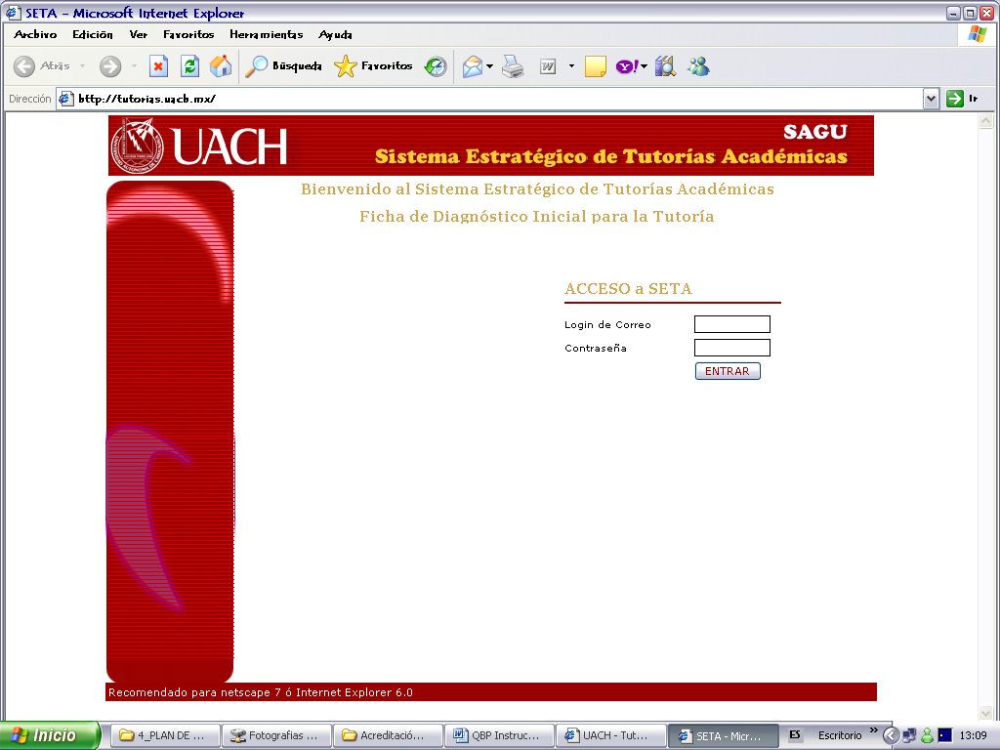 SETA - Microsoft Internet Explorer
Archivo Edición Ver Favoritos Herramientas Ayuda
Atrás Búsqueda Favoritos
Dirección http://tutorias.uach.mx/ Ir
UACH
SAGU
Sistema Estratégico de Tutorías Académicas
Bienvenido al Sistema Estratégico de Tutorías Académicas
Ficha de Diagnóstico Inicial para la Tutoría
ACCESO a SETA
Login de Correo
Contraseña
ENTRAR
Recomendado para netscape 7 ó Internet Explorer 6.0
Inicio 4_PLAN DE ... Fotografias ... Acreditació... QBP Instruc... UACH - Tut... SETA - Micr... ES Escritorio » 13:09